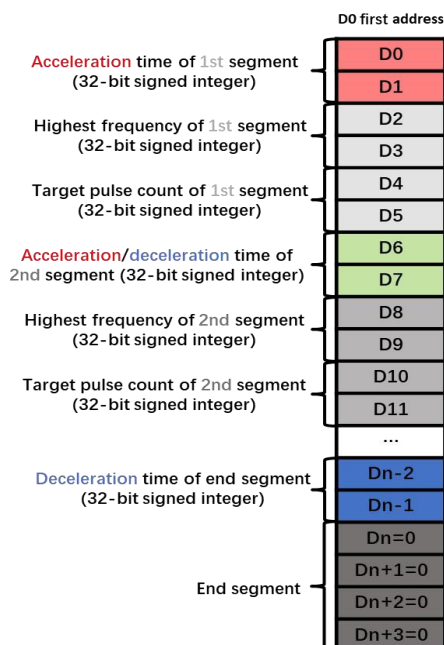 D0 first address
Acceleration time of 1st segment
(32-bit signed integer)
D0
D1
Highest frequency of 1st segment
(32-bit signed integer)
D2
D3
Target pulse count of 1st segment
(32-bit signed integer)
D4
D5
Acceleration/deceleration time of
2nd segment (32-bit signed integer)
D6
D7
Highest frequency of 2nd segment
(32-bit signed integer)
D8
D9
Target pulse count of 2nd segment
(32-bit signed integer)
D10
D11
...
Deceleration time of end segment
(32-bit signed integer)
Dn-2
Dn-1
End segment
Dn=0
Dn+1=0
Dn+2=0
Dn+3=0